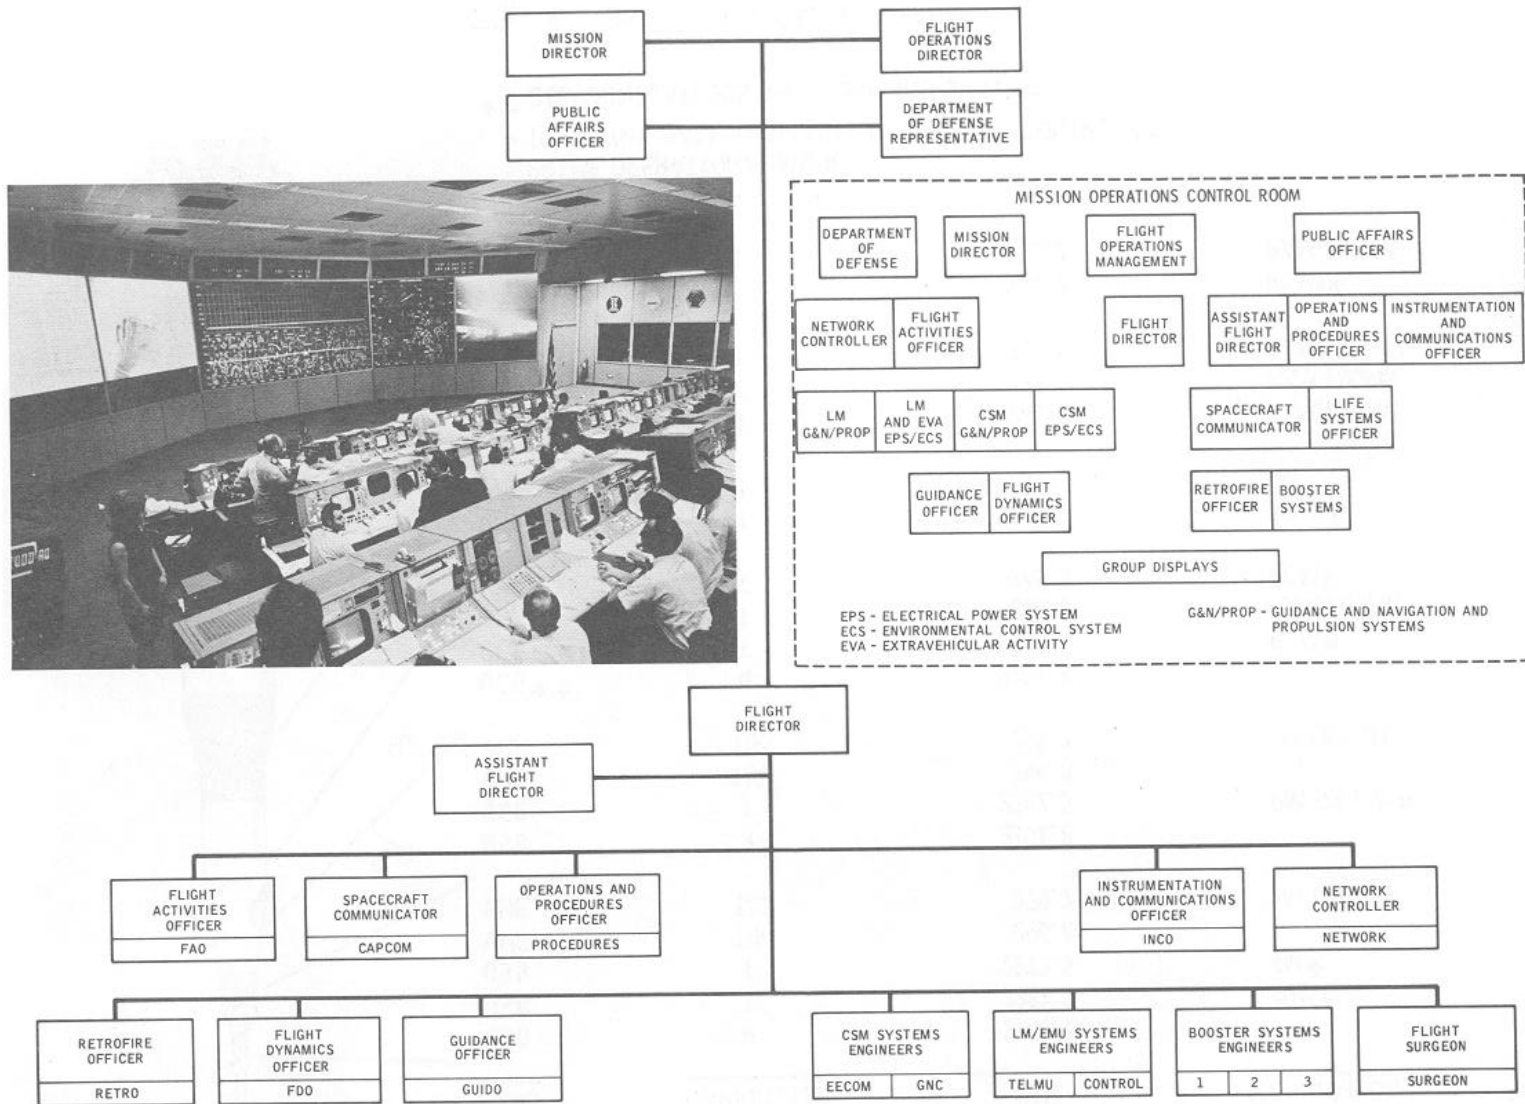 MISSION
DIRECTOR
FLIGHT
OPERATIONS
DIRECTOR
PUBLIC
AFFAIRS
OFFICER
DEPARTMENT
OF DEFENSE
REPRESENTATIVE
MISSION OPERATIONS CONTROL ROOM
DEPARTMENT
OF
DEFENSE
MISSION
DIRECTOR
FLIGHT
OPERATIONS
MANAGEMENT
PUBLIC AFFAIRS
OFFICER
NETWORK
CONTROLLER
FLIGHT
ACTIVITIES
OFFICER
FLIGHT
DIRECTOR
ASSISTANT
FLIGHT
DIRECTOR
OPERATIONS
AND
PROCEDURES
OFFICER
INSTRUMENTATION
AND
COMMUNICATIONS
OFFICER
LM
G&N/PROP
LM
AND EVA
EPS/ECS
CSM
G&N/PROP
CSM
EPS/ECS
SPACECRAFT
COMMUNICATOR
LIFE
SYSTEMS
OFFICER
GUIDANCE
OFFICER
FLIGHT
DYNAMICS
OFFICER
RETROFIRE
OFFICER
BOOSTER
SYSTEMS
GROUP DISPLAYS
EPS - ELECTRICAL POWER SYSTEM
ECS - ENVIRONMENTAL CONTROL SYSTEM
EVA - EXTRAVEHICULAR ACTIVITY
G&N/PROP - GUIDANCE AND NAVIGATION AND
PROPULSION SYSTEMS
FLIGHT
DIRECTOR
ASSISTANT
FLIGHT
DIRECTOR
FLIGHT
ACTIVITIES
OFFICER
FAO
SPACECRAFT
COMMUNICATOR
CAPCOM
OPERATIONS AND
PROCEDURES
OFFICER
PROCEDURES
INSTRUMENTATION
AND COMMUNICATIONS
OFFICER
INCO
NETWORK
CONTROLLER
NETWORK
RETROFIRE
OFFICER
RETRO
FLIGHT
DYNAMICS
OFFICER
FDO
GUIDANCE
OFFICER
GUIDO
CSM SYSTEMS
ENGINEERS
EECOM GNC
LM/EMU SYSTEMS
ENGINEERS
TELMU CONTROL
BOOSTER SYSTEMS
ENGINEERS
1 2 3
FLIGHT
SURGEON
SURGEON